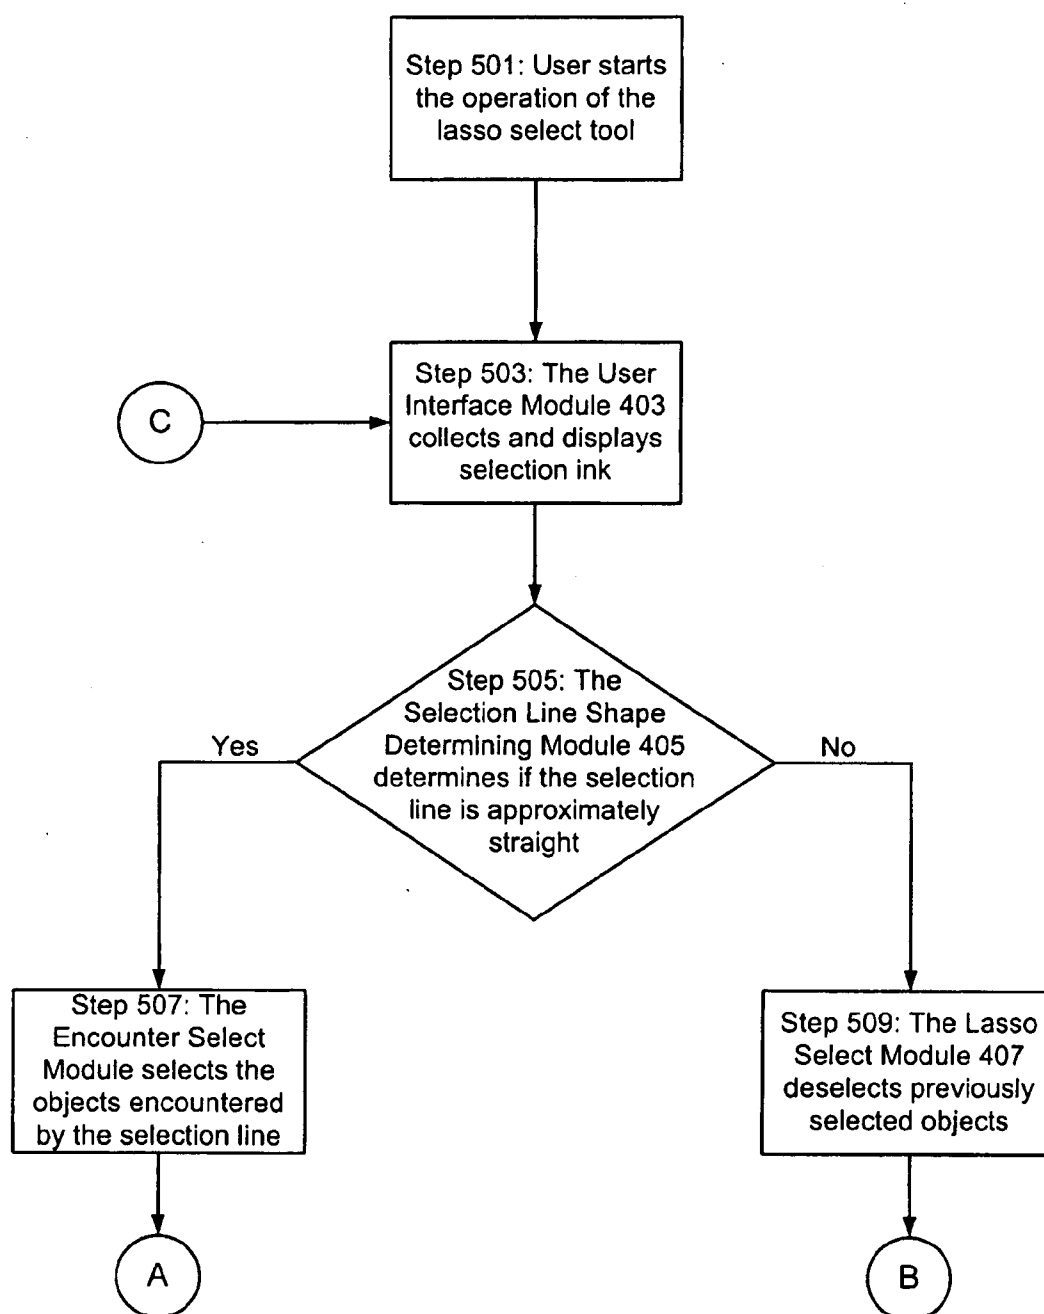 Step 501: User starts
the operation of the
lasso select tool
C
Step 503: The User
Interface Module 403
collects and displays
selection ink
Step 505: The
Selection Line Shape
Determining Module 405
determines if the selection
line is approximately
straight
Yes
No
Step 507: The
Encounter Select
Module selects the
objects encountered
by the selection line
Step 509: The Lasso
Select Module 407
deselects previously
selected objects
A
B